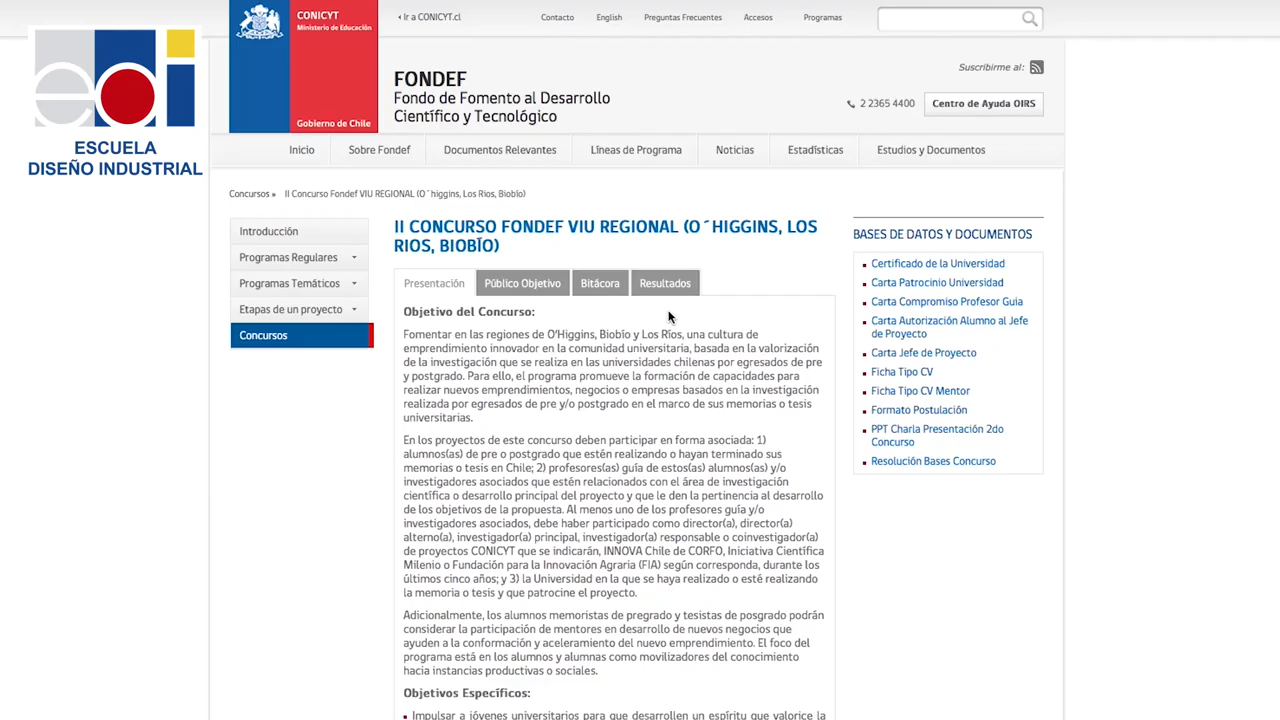 edi
ESCUELA
DISEÑO INDUSTRIAL
CONICYT
Ministerio de Educación
Gobierno de Chile
Ir a CONICYT.cl
Contacto
English
Preguntas Frecuentes
Accesos
Programas
Suscribirme al:
FONDEF
Fondo de Fomento al Desarrollo
Científico y Tecnológico
2 2365 4400
Centro de Ayuda OIRS
Inicio
Sobre Fondef
Documentos Relevantes
Líneas de Programa
Noticias
Estadísticas
Estudios y Documentos
Concursos » II Concurso Fondef VIU REGIONAL (O´higgins, Los Rios, Biobío)
Introducción
Programas Regulares
Programas Temáticos
Etapas de un proyecto
Concursos
II CONCURSO FONDEF VIU REGIONAL (O´HIGGINS, LOS
RIOS, BIOBÍO)
Presentación
Público Objetivo
Bitácora
Resultados
Objetivo del Concurso:
Fomentar en las regiones de O'Higgins, Biobío y Los Ríos, una cultura de
emprendimiento innovador en la comunidad universitaria, basada en la valorización
de la investigación que se realiza en las universidades chilenas por egresados de pre
y postgrado. Para ello, el programa promueve la formación de capacidades para
realizar nuevos emprendimientos, negocios o empresas basados en la investigación
realizada por egresados de pre y/o postgrado en el marco de sus memorias o tesis
universitarias.
En los proyectos de este concurso deben participar en forma asociada: 1)
alumnos(as) de pre o postgrado que estén realizando o hayan terminado sus
memorias o tesis en Chile; 2) profesores(as) guía de estos(as) alumnos(as) y/o
investigadores asociados que estén relacionados con el área de investigación
científica o desarrollo principal del proyecto y que le den la pertinencia al desarrollo
de los objetivos de la propuesta. Al menos uno de los profesores guía y/o
investigadores asociados, debe haber participado como director(a), director(a)
alterno(a), investigador(a) principal, investigador(a) responsable o coinvestigador(a)
de proyectos CONICYT que se indicarán, INNOVA Chile de CORFO, Iniciativa Científica
Milenio o Fundación para la Innovación Agraria (FIA) según corresponda, durante los
últimos cinco años; y 3) la Universidad en la que se haya realizado o esté realizando
la memoria o tesis y que patrocine el proyecto.
Adicionalmente, los alumnos memoristas de pregrado y tesistas de posgrado podrán
considerar la participación de mentores en desarrollo de nuevos negocios que
ayuden a la conformación y aceleramiento del nuevo emprendimiento. El foco del
programa está en los alumnos y alumnas como movilizadores del conocimiento
hacia instancias productivas o sociales.
Objetivos Específicos:
Impulsar a jóvenes universitarios para que desarrollen un espíritu que valorice la
BASES DE DATOS Y DOCUMENTOS
Certificado de la Universidad
Carta Patrocinio Universidad
Carta Compromiso Profesor Guia
Carta Autorización Alumno al Jefe
de Proyecto
Carta Jefe de Proyecto
Ficha Tipo CV
Ficha Tipo CV Mentor
Formato Postulación
PPT Charla Presentación 2do
Concurso
Resolución Bases Concurso